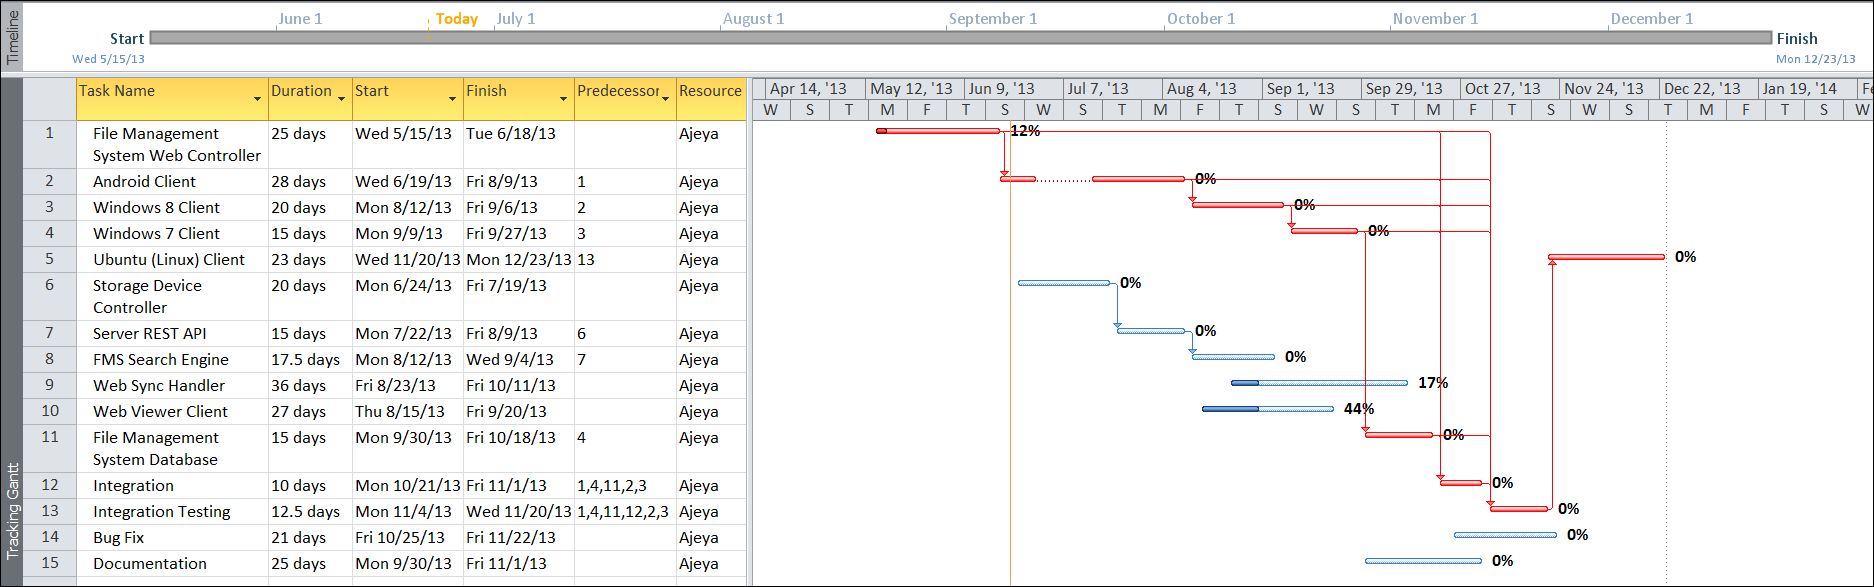 Timeline
June 1 Today July 1 August 1 September 1 October 1 November 1 December 1
Start Finish
Wed 5/15/13 Mon 12/23/13
Tracking Gantt
Task Name Duration Start Finish Predecessor Resource
Apr 14, '13 May 12, '13 Jun 9, '13 Jul 7, '13 Aug 4, '13 Sep 1, '13 Sep 29, '13 Oct 27, '13 Nov 24, '13 Dec 22, '13 Jan 19, '14 Fe
W S T M F T S W S T M F T S W S T M F T S W S T M F T S W
1 File Management 25 days Wed 5/15/13 Tue 6/18/13 Ajeya 12%
System Web Controller
2 Android Client 28 days Wed 6/19/13 Fri 8/9/13 1 Ajeya 0%
3 Windows 8 Client 20 days Mon 8/12/13 Fri 9/6/13 2 Ajeya 0%
4 Windows 7 Client 15 days Mon 9/9/13 Fri 9/27/13 3 Ajeya 0%
5 Ubuntu (Linux) Client 23 days Wed 11/20/13 Mon 12/23/13 13 Ajeya 0%
6 Storage Device 20 days Mon 6/24/13 Fri 7/19/13 Ajeya 0%
Controller
7 Server REST API 15 days Mon 7/22/13 Fri 8/9/13 6 Ajeya 0%
8 FMS Search Engine 17.5 days Mon 8/12/13 Wed 9/4/13 7 Ajeya 0%
9 Web Sync Handler 36 days Fri 8/23/13 Fri 10/11/13 Ajeya 17%
10 Web Viewer Client 27 days Thu 8/15/13 Fri 9/20/13 Ajeya 44%
11 File Management 15 days Mon 9/30/13 Fri 10/18/13 4 Ajeya 0%
System Database
12 Integration 10 days Mon 10/21/13 Fri 11/1/13 1,4,11,2,3 Ajeya 0%
13 Integration Testing 12.5 days Mon 11/4/13 Wed 11/20/13 1,4,11,12,2,3 Ajeya 0%
14 Bug Fix 21 days Fri 10/25/13 Fri 11/22/13 Ajeya 0%
15 Documentation 25 days Mon 9/30/13 Fri 11/1/13 Ajeya 0%